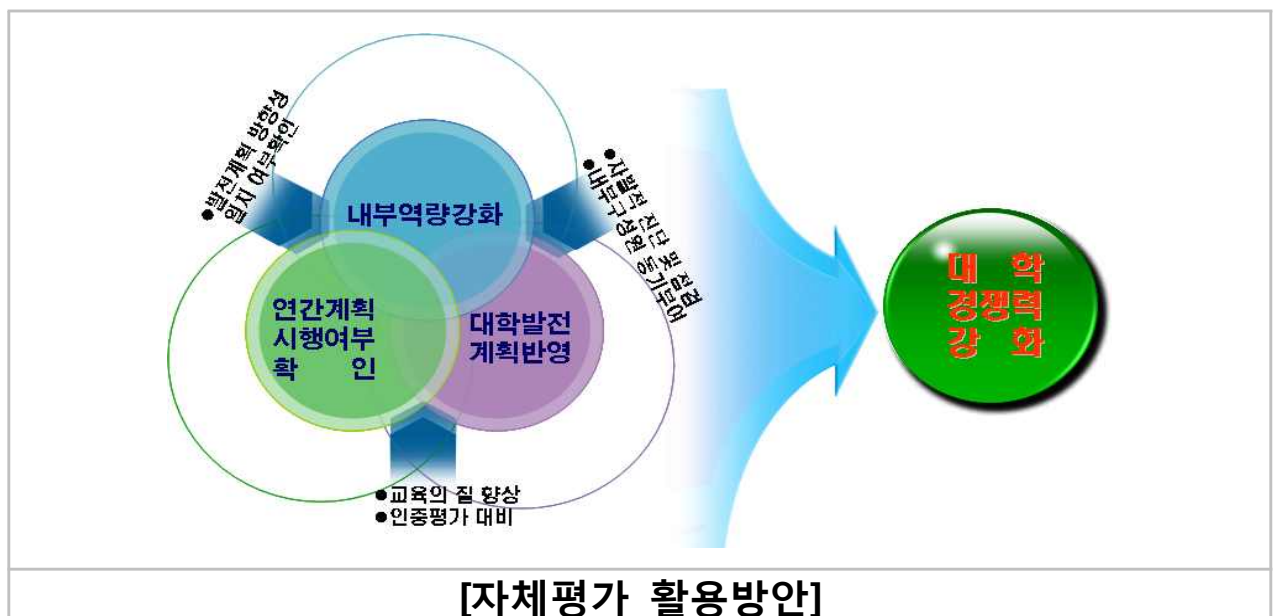 ●발전계획 방향성
일치 여부확인
●자발적 진단 및 점검
●내부구성원 동기부여
내부역량강화
연간계획
시행여부
확 인
대학발전
계획반영
●교육의 질 향상
●인증평가 대비
대 학
경쟁력
강 화
[자체평가 활용방안]